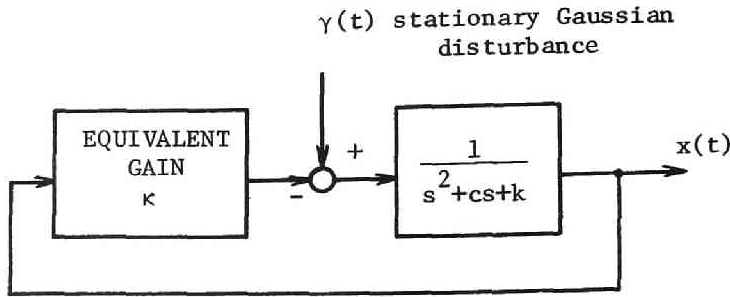 γ(t) stationary Gaussian
disturbance
EQUIVALENT
GAIN
κ
+
-
1
s²+cs+k
x(t)